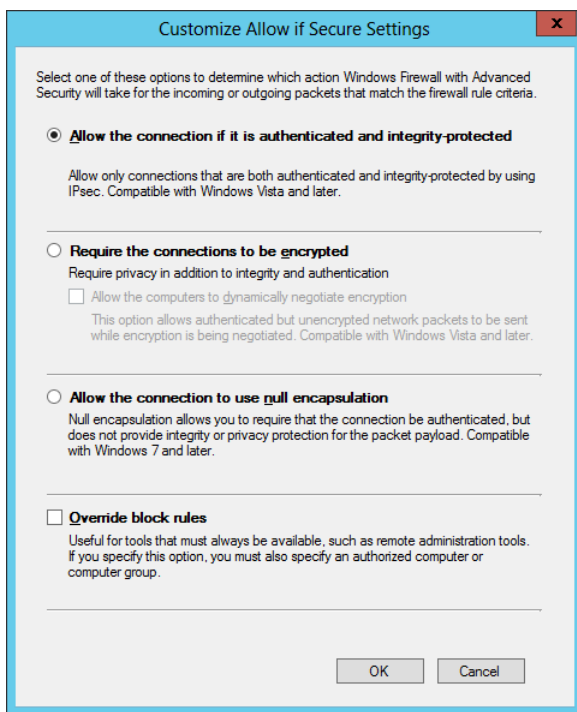 Customize Allow if Secure Settings
x
Select one of these options to determine which action Windows Firewall with Advanced
Security will take for the incoming or outgoing packets that match the firewall rule criteria.
Allow the connection if it is authenticated and integrity-protected
Allow only connections that are both authenticated and integrity-protected by using
IPsec. Compatible with Windows Vista and later.
Require the connections to be encrypted
Require privacy in addition to integrity and authentication
Allow the computers to dynamically negotiate encryption
This option allows authenticated but unencrypted network packets to be sent
while encryption is being negotiated. Compatible with Windows Vista and later.
Allow the connection to use null encapsulation
Null encapsulation allows you to require that the connection be authenticated, but
does not provide integrity or privacy protection for the packet payload. Compatible
with Windows 7 and later.
Override block rules
Useful for tools that must always be available, such as remote administration tools.
If you specify this option, you must also specify an authorized computer or
computer group.
OK
Cancel